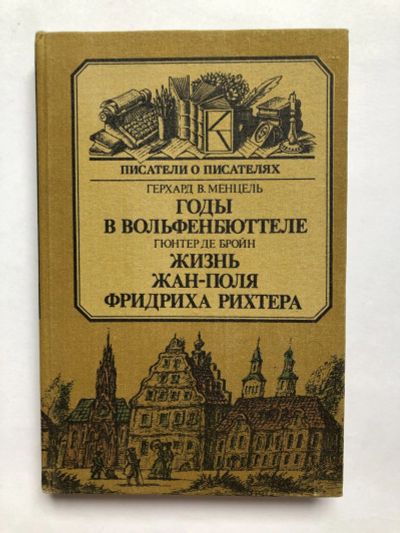 ПИСАТЕЛИ О ПИСАТЕЛЯХ
ГЕРХАРД В. МЕНЦЕЛЬ
ГОДЫ
В ВОЛЬФЕНБЮТТЕЛЕ
ГЮНТЕР ДЕ БРОЙН
ЖИЗНЬ
ЖАН-ПОЛЯ
ФРИДРИХА РИХТЕРА